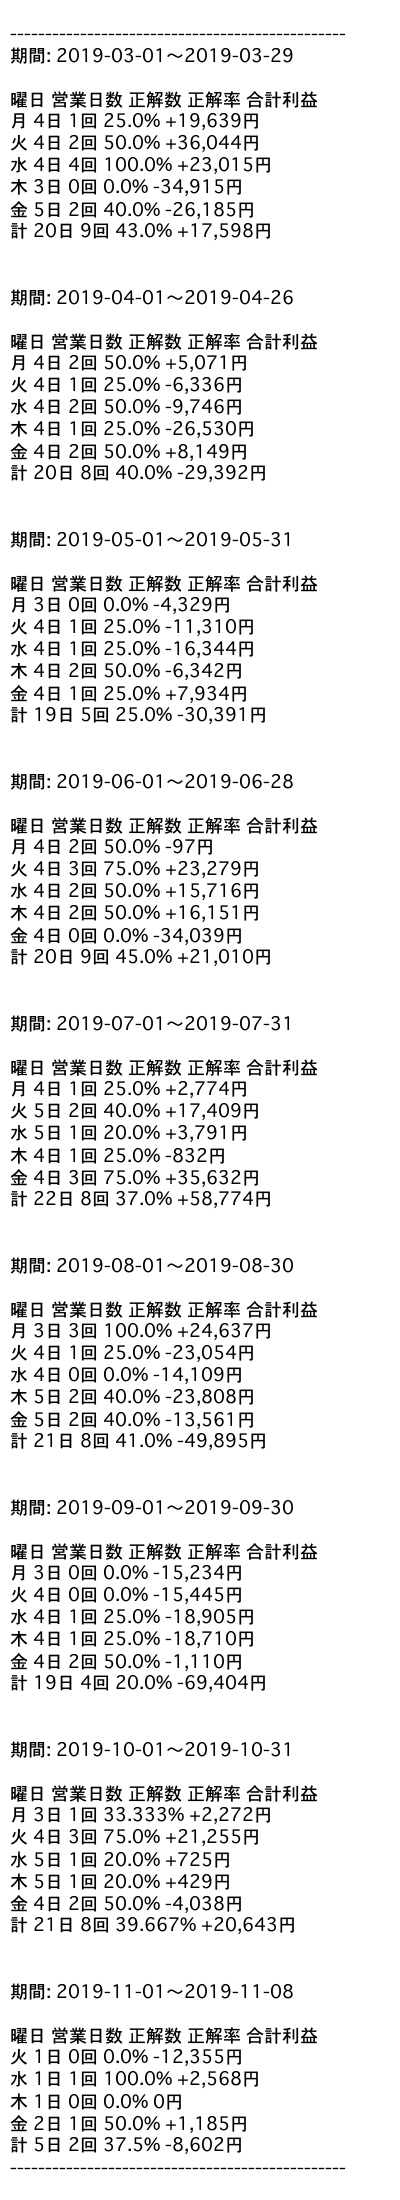 ------------------------------------------------
期間: 2019-03-01〜2019-03-29
曜日 営業日数 正解数 正解率 合計利益
月 4日 1回 25.0% +19,639円
火 4日 2回 50.0% +36,044円
水 4日 4回 100.0% +23,015円
木 3日 0回 0.0% -34,915円
金 5日 2回 40.0% -26,185円
計 20日 9回 43.0% +17,598円
期間: 2019-04-01〜2019-04-26
曜日 営業日数 正解数 正解率 合計利益
月 4日 2回 50.0% +5,071円
火 4日 1回 25.0% -6,336円
水 4日 2回 50.0% -9,746円
木 4日 1回 25.0% -26,530円
金 4日 2回 50.0% +8,149円
計 20日 8回 40.0% -29,392円
期間: 2019-05-01〜2019-05-31
曜日 営業日数 正解数 正解率 合計利益
月 3日 0回 0.0% -4,329円
火 4日 1回 25.0% -11,310円
水 4日 1回 25.0% -16,344円
木 4日 2回 50.0% -6,342円
金 4日 1回 25.0% +7,934円
計 19日 5回 25.0% -30,391円
期間: 2019-06-01〜2019-06-28
曜日 営業日数 正解数 正解率 合計利益
月 4日 2回 50.0% -97円
火 4日 3回 75.0% +23,279円
水 4日 2回 50.0% +15,716円
木 4日 2回 50.0% +16,151円
金 4日 0回 0.0% -34,039円
計 20日 9回 45.0% +21,010円
期間: 2019-07-01〜2019-07-31
曜日 営業日数 正解数 正解率 合計利益
月 4日 1回 25.0% +2,774円
火 5日 2回 40.0% +17,409円
水 5日 1回 20.0% +3,791円
木 4日 1回 25.0% -832円
金 4日 3回 75.0% +35,632円
計 22日 8回 37.0% +58,774円
期間: 2019-08-01〜2019-08-30
曜日 営業日数 正解数 正解率 合計利益
月 3日 3回 100.0% +24,637円
火 4日 1回 25.0% -23,054円
水 4日 0回 0.0% -14,109円
木 5日 2回 40.0% -23,808円
金 5日 2回 40.0% -13,561円
計 21日 8回 41.0% -49,895円
期間: 2019-09-01〜2019-09-30
曜日 営業日数 正解数 正解率 合計利益
月 3日 0回 0.0% -15,234円
火 4日 0回 0.0% -15,445円
水 4日 1回 25.0% -18,905円
木 4日 1回 25.0% -18,710円
金 4日 2回 50.0% -1,110円
計 19日 4回 20.0% -69,404円
期間: 2019-10-01〜2019-10-31
曜日 営業日数 正解数 正解率 合計利益
月 3日 1回 33.333% +2,272円
火 4日 3回 75.0% +21,255円
水 5日 1回 20.0% +725円
木 5日 1回 20.0% +429円
金 4日 2回 50.0% -4,038円
計 21日 8回 39.667% +20,643円
期間: 2019-11-01〜2019-11-08
曜日 営業日数 正解数 正解率 合計利益
火 1日 0回 0.0% -12,355円
水 1日 1回 100.0% +2,568円
木 1日 0回 0.0% 0円
金 2日 1回 50.0% +1,185円
計 5日 2回 37.5% -8,602円
------------------------------------------------